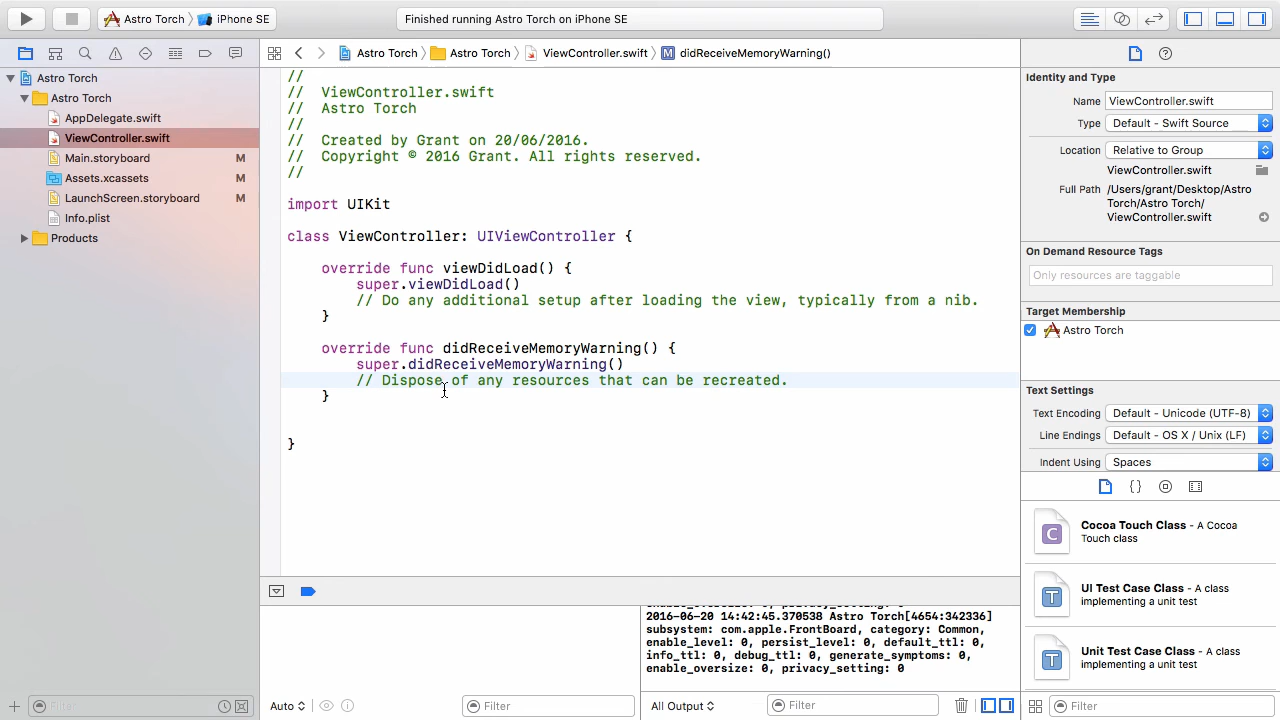 Astro Torch
iPhone SE
Finished running Astro Torch on iPhone SE
Astro Torch
Astro Torch
AppDelegate.swift
ViewController.swift
Main.storyboard M
Assets.xcassets M
LaunchScreen.storyboard M
Info.plist
Products
Filter
Astro Torch
Astro Torch
ViewController.swift
M
didReceiveMemoryWarning()
//
// ViewController.swift
// Astro Torch
//
// Created by Grant on 20/06/2016.
// Copyright © 2016 Grant. All rights reserved.
//
import UIKit
class ViewController: UIViewController {
override func viewDidLoad() {
super.viewDidLoad()
// Do any additional setup after loading the view, typically from a nib.
}
override func didReceiveMemoryWarning() {
super.didReceiveMemoryWarning()
// Dispose of any resources that can be recreated.
}
}
Auto
Filter
2016-06-20 14:42:45.370538 Astro Torch[4654:342336]
subsystem: com.apple.FrontBoard, category: Common,
enable_level: 0, persist_level: 0, default_ttl: 0,
info_ttl: 0, debug_ttl: 0, generate_symptoms: 0,
enable_oversize: 0, privacy_setting: 0
All Output
Filter
Identity and Type
Name ViewController.swift
Type Default - Swift Source
Location Relative to Group
ViewController.swift
Full Path /Users/grant/Desktop/Astro
Torch/Astro Torch/
ViewController.swift
On Demand Resource Tags
Only resources are taggable
Target Membership
Astro Torch
Text Settings
Text Encoding Default - Unicode (UTF-8)
Line Endings Default - OS X / Unix (LF)
Indent Using Spaces
{}
C
Cocoa Touch Class - A Cocoa
Touch class
T
UI Test Case Class - A class
implementing a unit test
T
Unit Test Case Class - A class
implementing a unit test
Filter